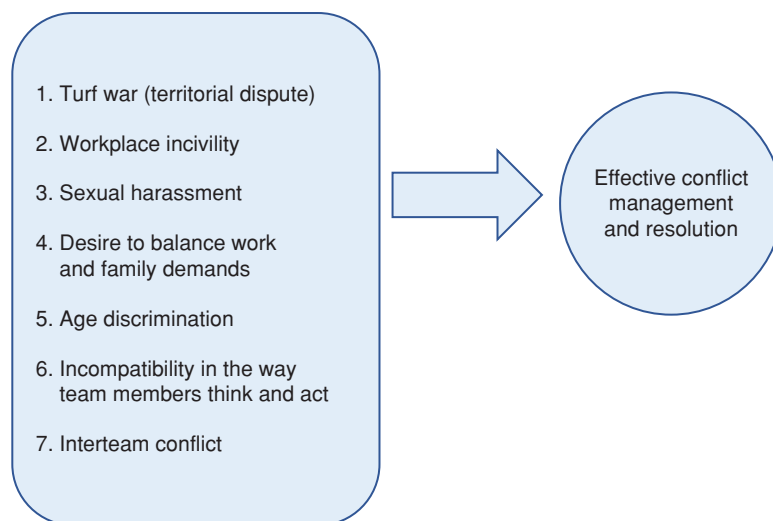 1. Turf war (territorial dispute)
2. Workplace incivility
3. Sexual harassment
4. Desire to balance work
and family demands
5. Age discrimination
6. Incompatibility in the way
team members think and act
7. Interteam conflict
Effective conflict
management
and resolution